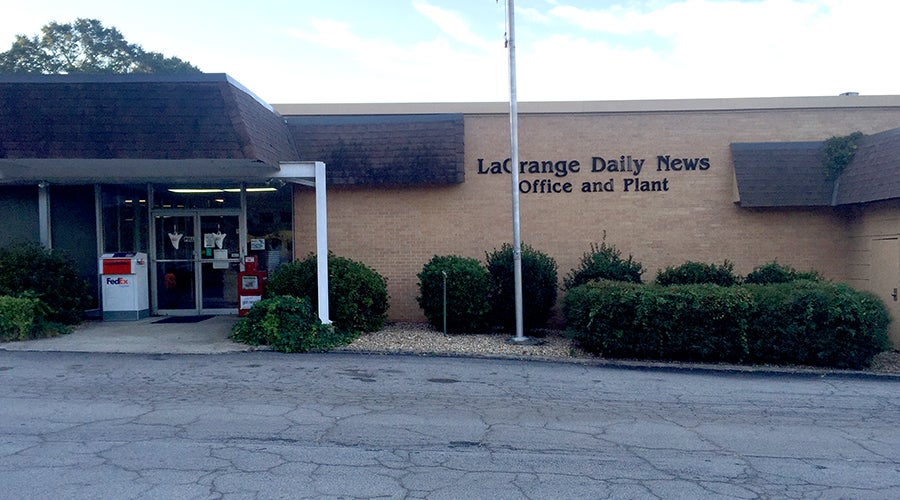 LaGrange Daily News
Office and Plant
FedEx